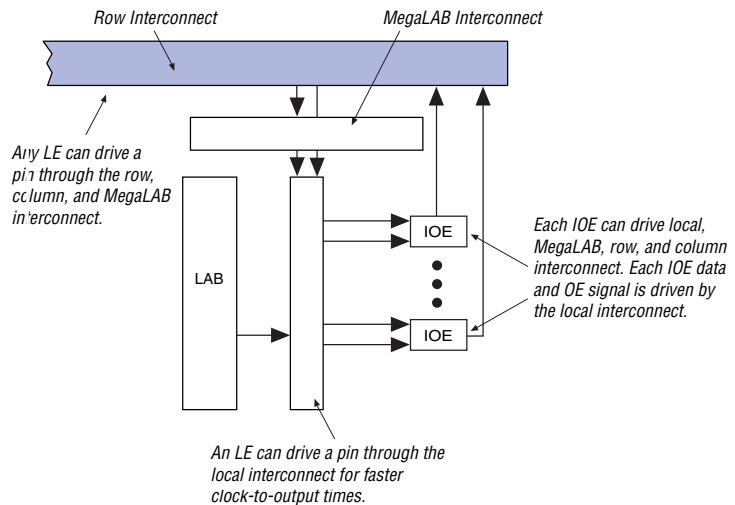 Row Interconnect
MegaLAB Interconnect
Any LE can drive a
pin through the row,
column, and MegaLAB
interconnect.
LAB
IOE
IOE
Each IOE can drive local,
MegaLAB, row, and column
interconnect. Each IOE data
and OE signal is driven by
the local interconnect.
An LE can drive a pin through the
local interconnect for faster
clock-to-output times.